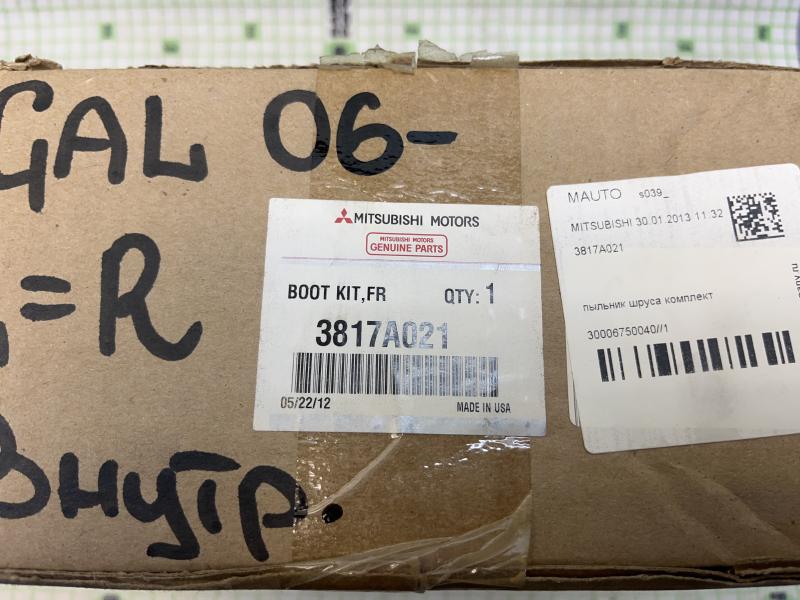 GAL 06-
=R
Внутр.
MITSUBISHI MOTORS
MITSUBISHI MOTORS
GENUINE PARTS
BOOT KIT,FR QTY: 1
3817A021
05/22/12 MADE IN USA
MAUTO s039_
MITSUBISHI 30.01.2013 11:32
3817A021
пыльник шруса комплект
30006750040//1